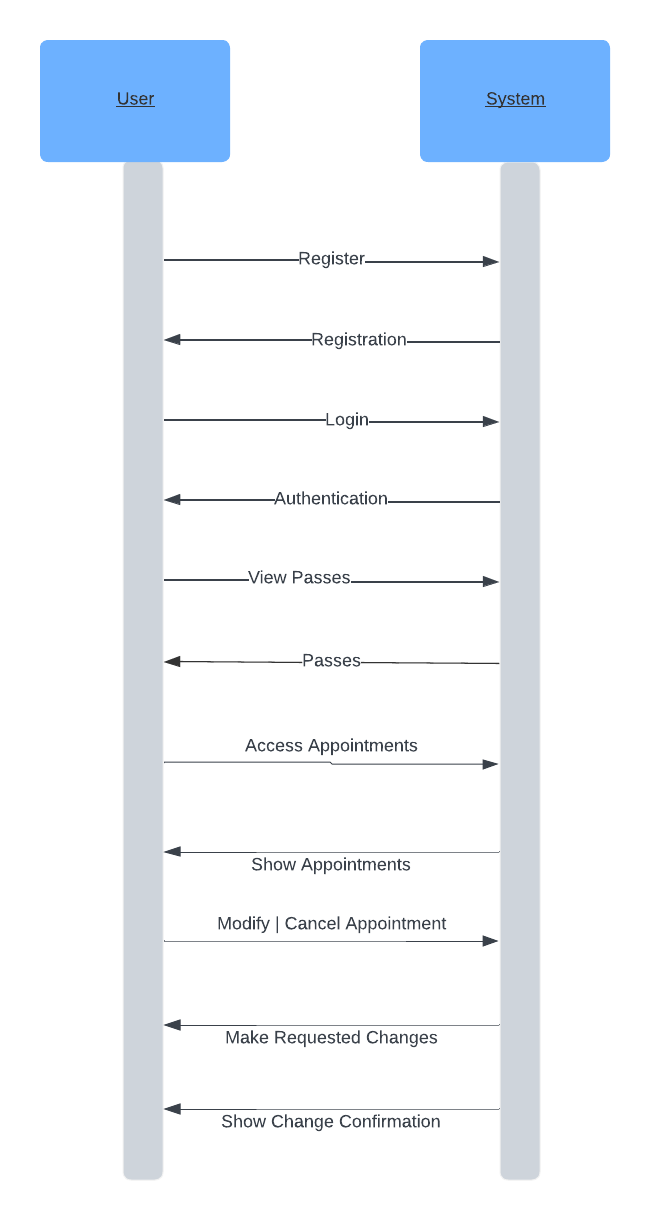 User
System
Register
Registration
Login
Authentication
View Passes
Passes
Access Appointments
Show Appointments
Modify | Cancel Appointment
Make Requested Changes
Show Change Confirmation